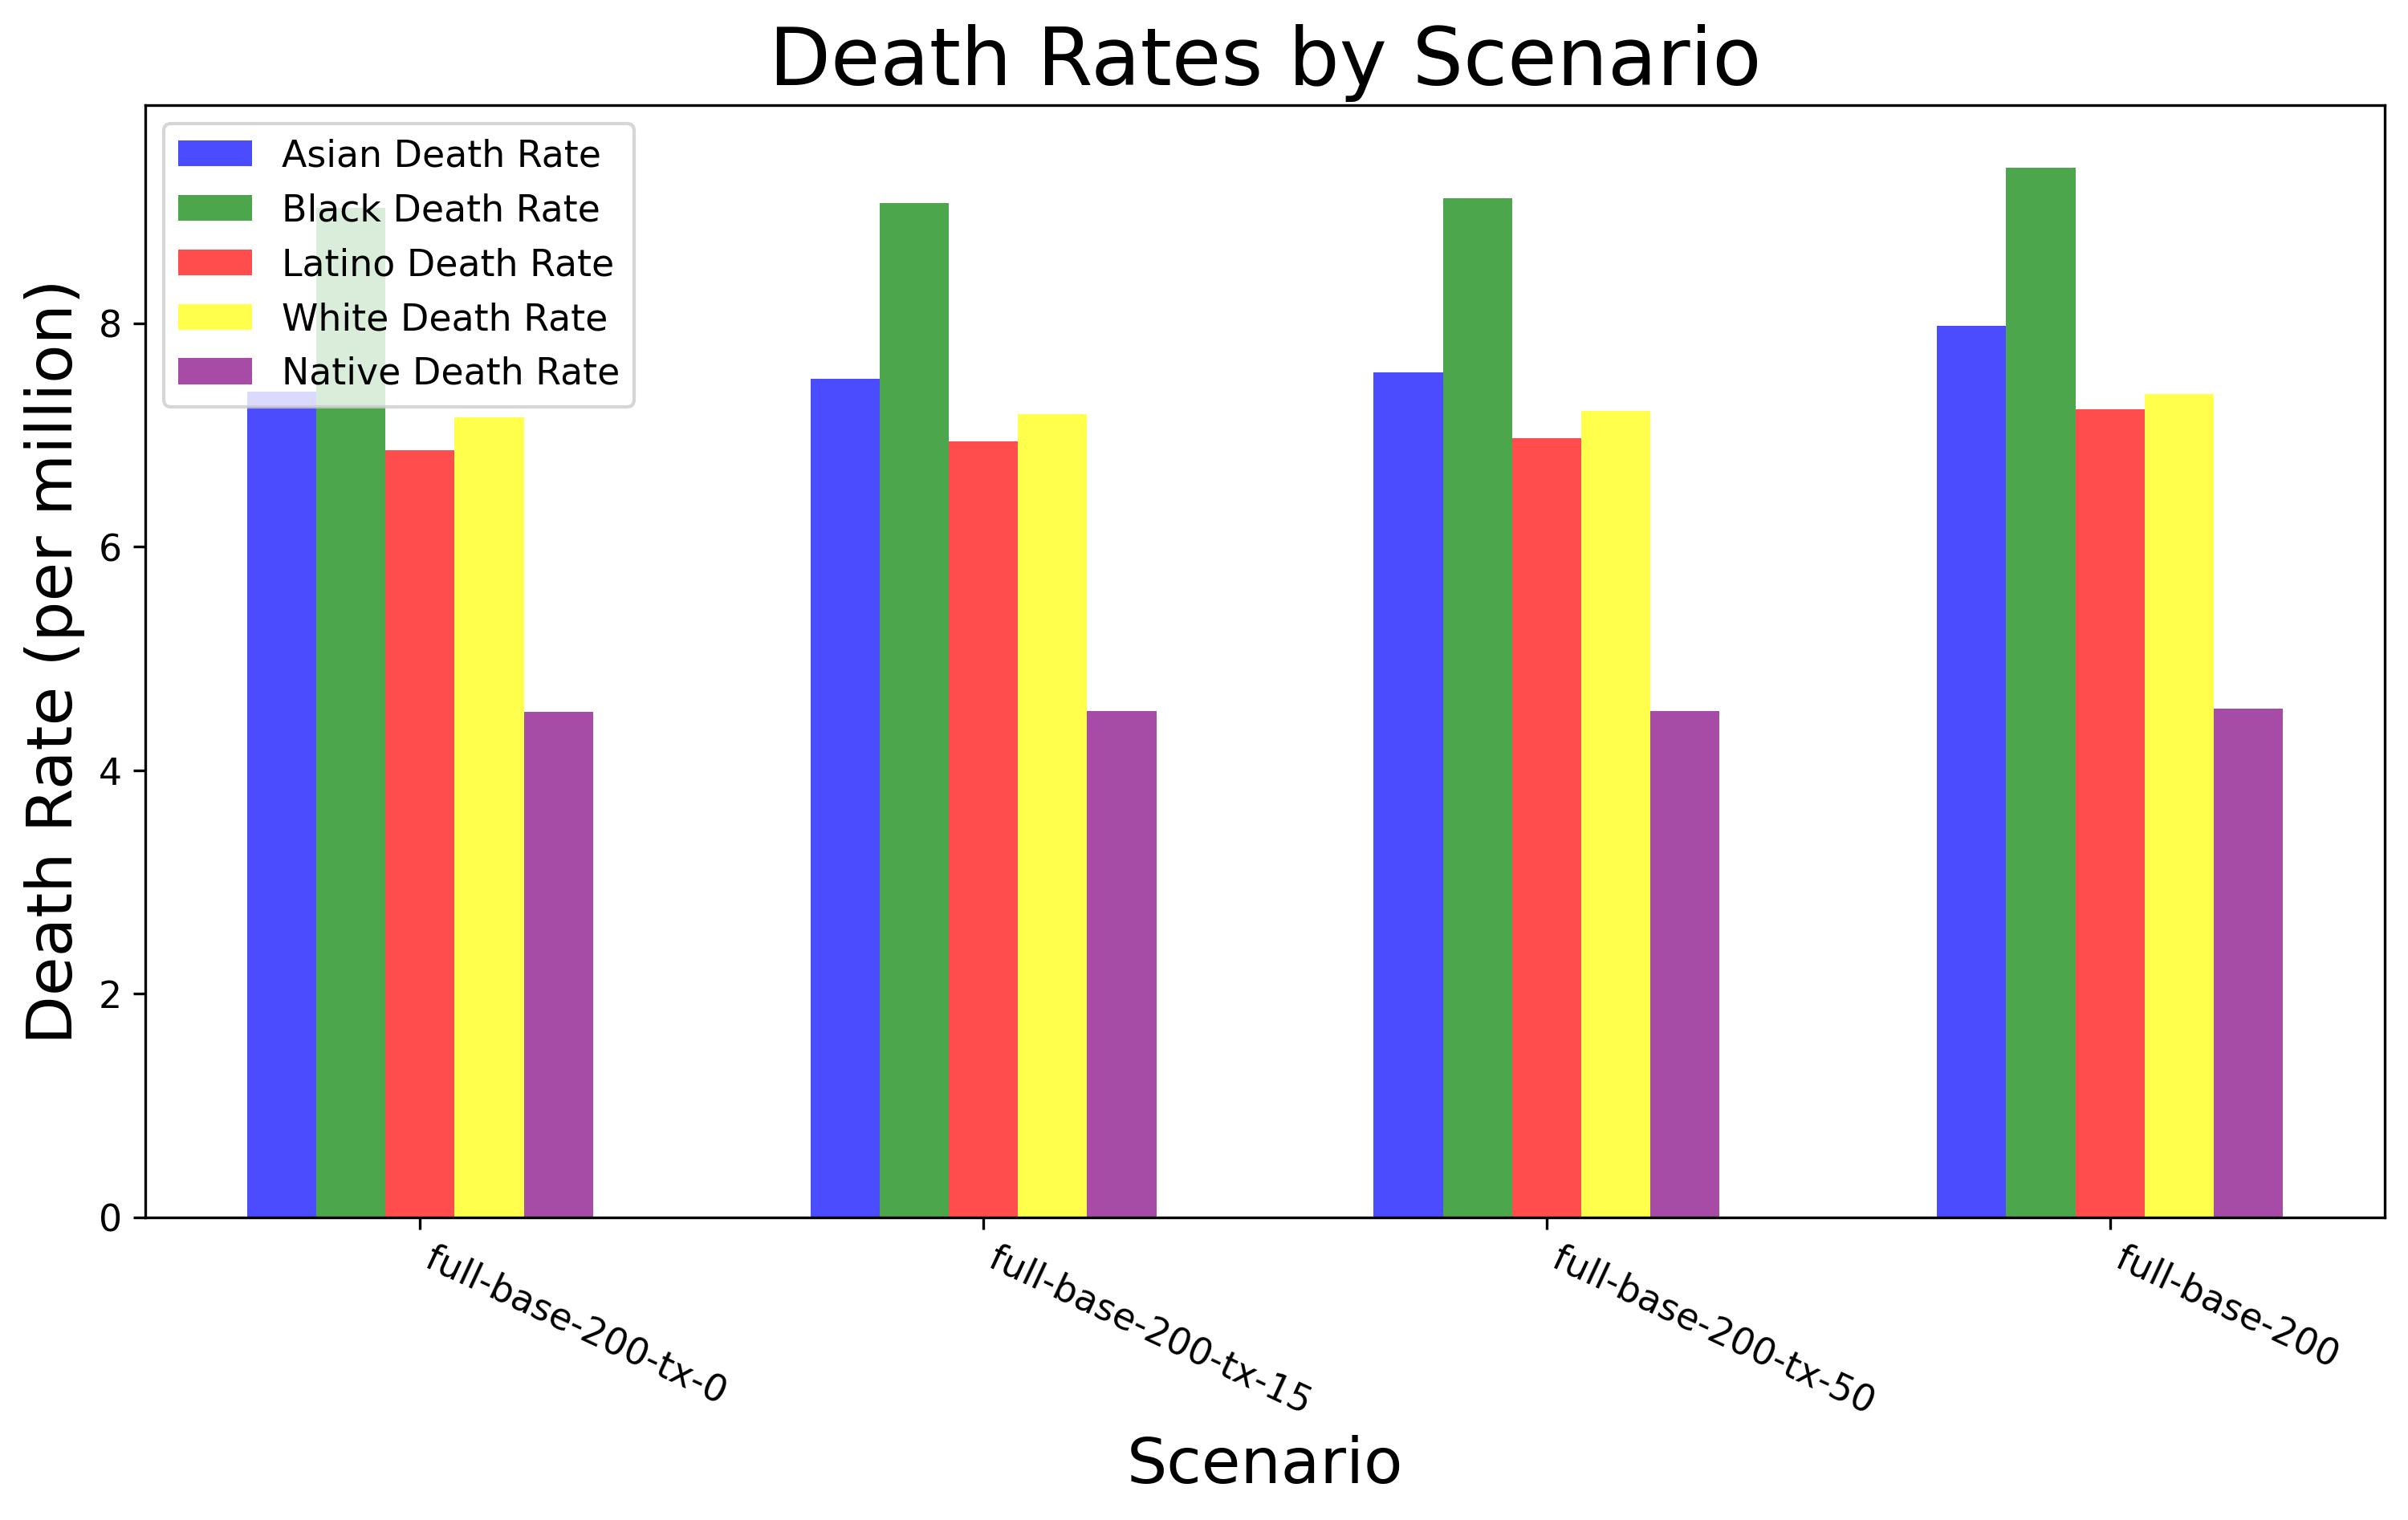 Death Rates by Scenario
Asian Death Rate
Black Death Rate
Latino Death Rate
White Death Rate
Native Death Rate
Death Rate (per million)
8
6
4
2
0
full-base-200-tx-0
full-base-200-tx-15
full-base-200-tx-50
full-base-200
Scenario